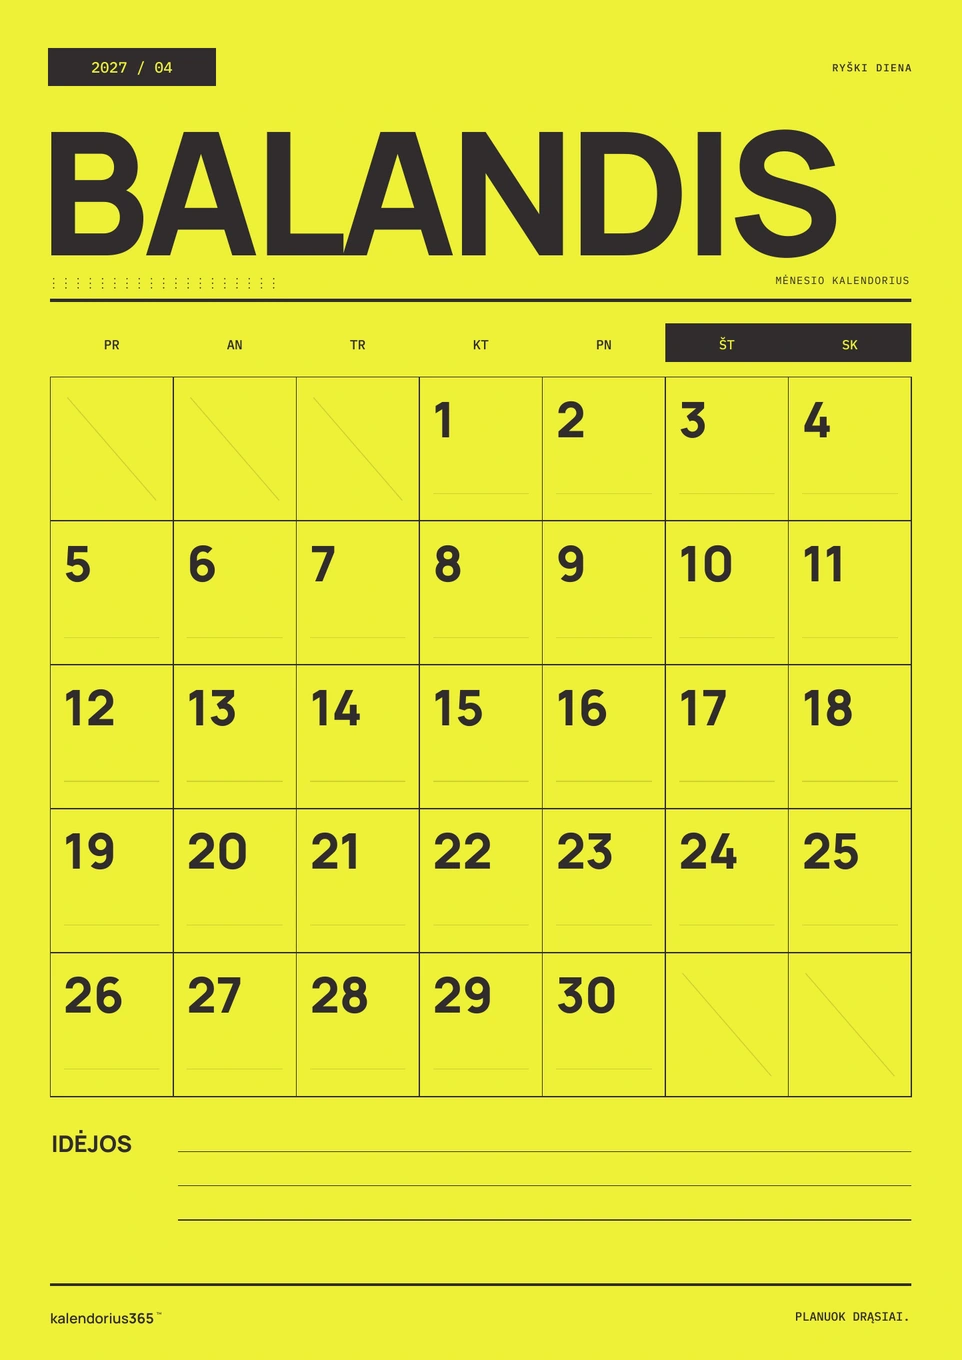 2027 / 04
RYŠKI DIENA
BALANDIS
MĖNESIO KALENDORIUS
PR AN TR KT PN ŠT SK
1 2 3 4
5 6 7 8 9 10 11
12 13 14 15 16 17 18
19 20 21 22 23 24 25
26 27 28 29 30
IDĖJOS
kalendorius365™
PLANUOK DRĄSIAI.